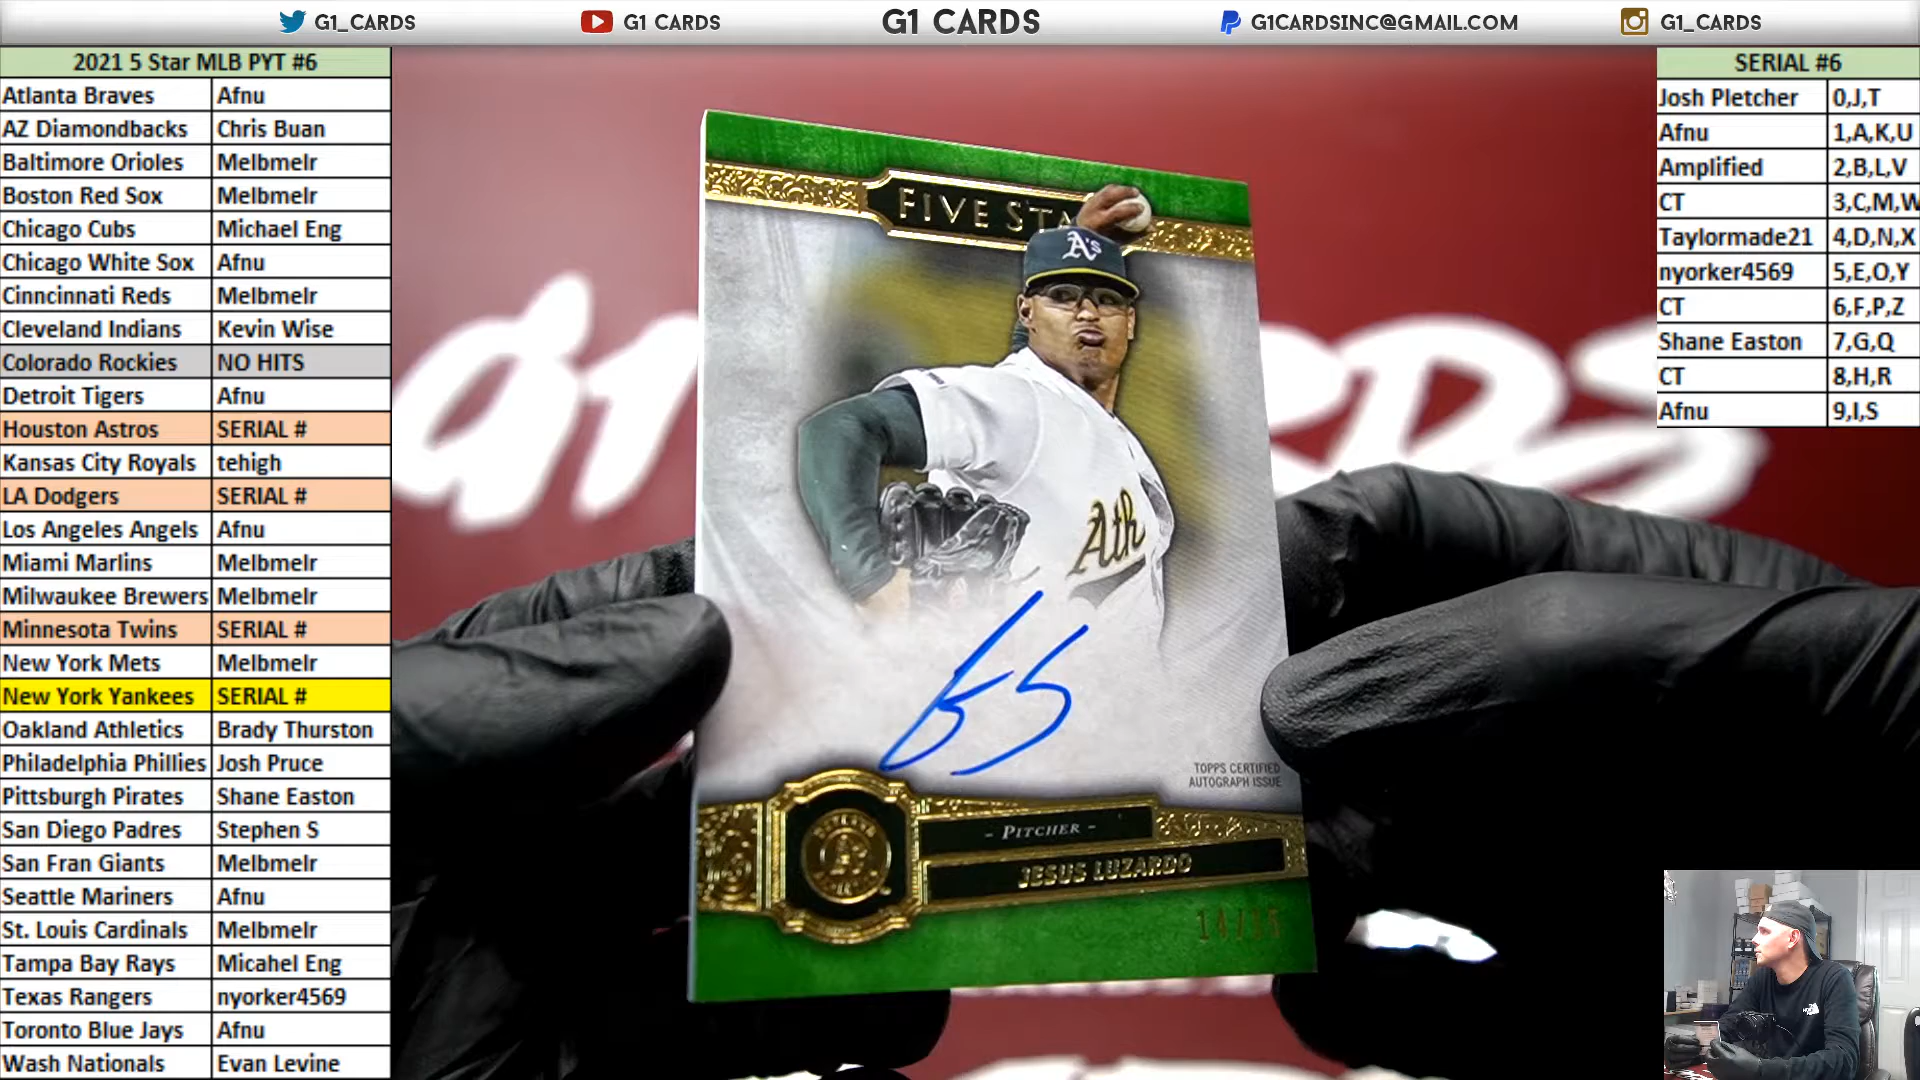 G1_CARDS G1 CARDS G1 CARDS G1CARDSINC@GMAIL.COM G1_CARDS
2021 5 Star MLB PYT #6
Atlanta Braves Afnu
AZ Diamondbacks Chris Buan
Baltimore Orioles Melbmelr
Boston Red Sox Melbmelr
Chicago Cubs Michael Eng
Chicago White Sox Afnu
Cinncinnati Reds Melbmelr
Cleveland Indians Kevin Wise
Colorado Rockies NO HITS
Detroit Tigers Afnu
Houston Astros SERIAL #
Kansas City Royals tehigh
LA Dodgers SERIAL #
Los Angeles Angels Afnu
Miami Marlins Melbmelr
Milwaukee Brewers Melbmelr
Minnesota Twins SERIAL #
New York Mets Melbmelr
New York Yankees SERIAL #
Oakland Athletics Brady Thurston
Philadelphia Phillies Josh Pruce
Pittsburgh Pirates Shane Easton
San Diego Padres Stephen S
San Fran Giants Melbmelr
Seattle Mariners Afnu
St. Louis Cardinals Melbmelr
Tampa Bay Rays Micahel Eng
Texas Rangers nyorker4569
Toronto Blue Jays Afnu
Wash Nationals Evan Levine
FIVE STA
A's
Ath
TOPPS CERTIFIED
AUTOGRAPH ISSUE
- PITCHER -
JESUS LUZARDO
SERIAL #6
Josh Pletcher 0,J,T
Afnu 1,A,K,U
Amplified 2,B,L,V
CT 3,C,M,W
Taylormade21 4,D,N,X
nyorker4569 5,E,O,Y
CT 6,F,P,Z
Shane Easton 7,G,Q
CT 8,H,R
Afnu 9,I,S